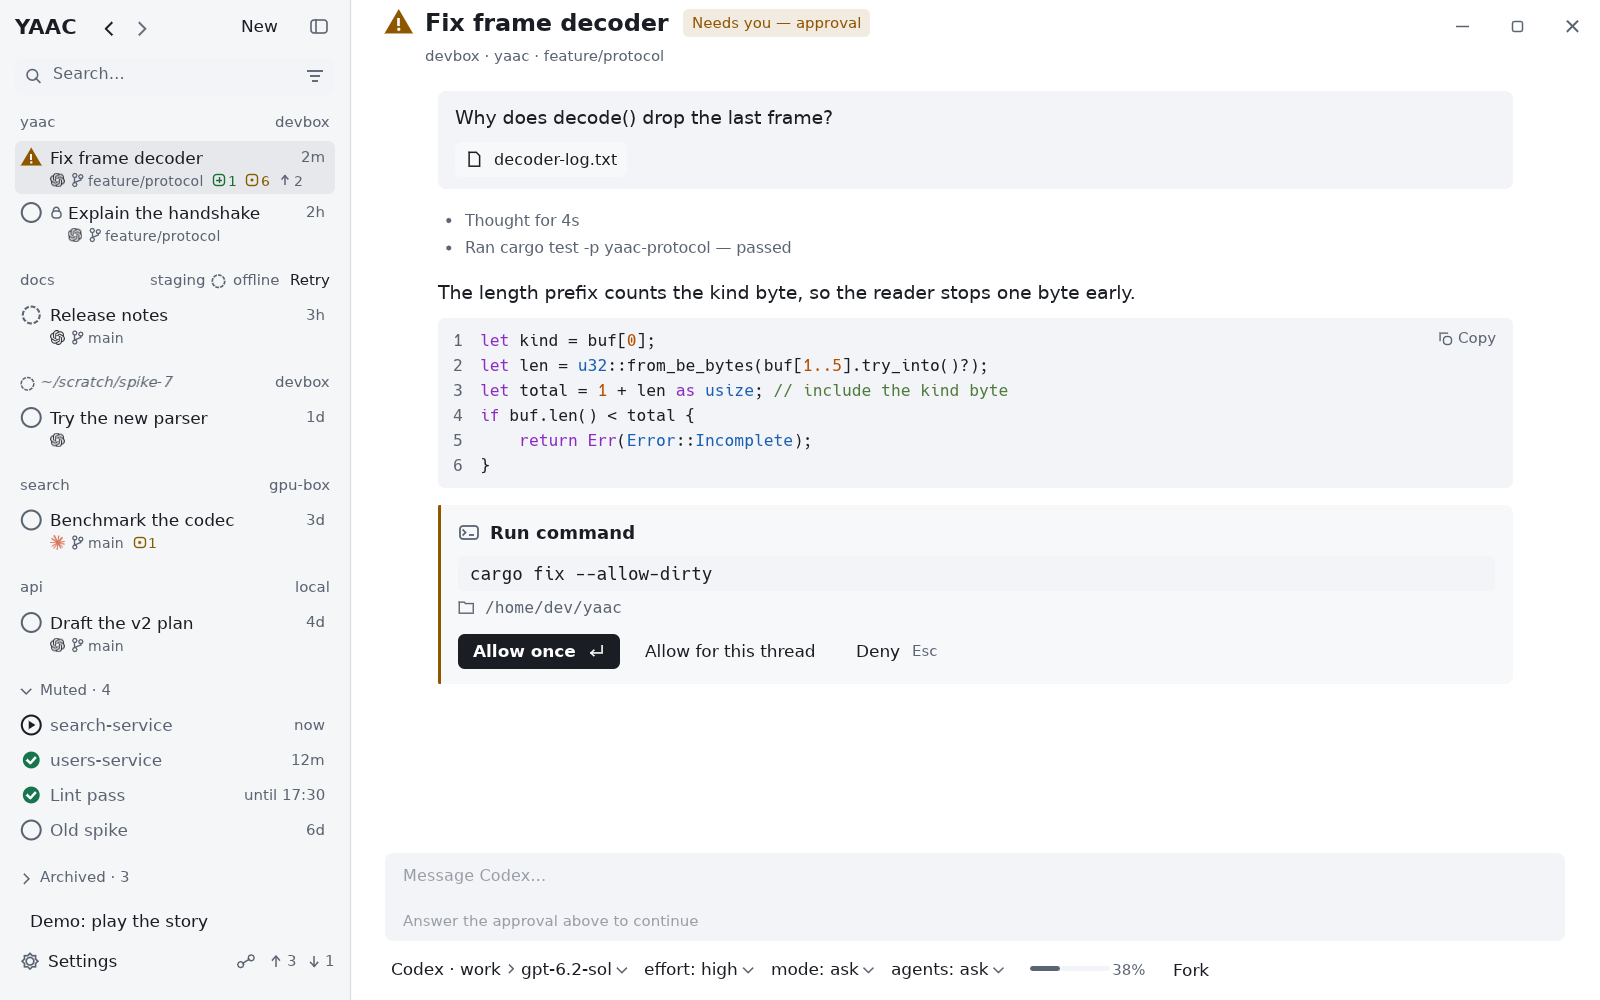 YAAC
New
Search...
yaac devbox
Fix frame decoder 2m
feature/protocol 1 6 ↑ 2
Explain the handshake 2h
feature/protocol
docs staging offline Retry
Release notes 3h
main
~/scratch/spike-7 devbox
Try the new parser 1d
search gpu-box
Benchmark the codec 3d
main 1
api local
Draft the v2 plan 4d
main
Muted · 4
search-service now
users-service 12m
Lint pass until 17:30
Old spike 6d
Archived · 3
Demo: play the story
Settings ↑ 3 ↓ 1
Fix frame decoder Needs you — approval
devbox · yaac · feature/protocol
Why does decode() drop the last frame?
decoder-log.txt
• Thought for 4s
• Ran cargo test -p yaac-protocol — passed
The length prefix counts the kind byte, so the reader stops one byte early.
Copy
1 let kind = buf[0];
2 let len = u32::from_be_bytes(buf[1..5].try_into()?);
3 let total = 1 + len as usize; // include the kind byte
4 if buf.len() < total {
5     return Err(Error::Incomplete);
6 }
Run command
cargo fix --allow-dirty
/home/dev/yaac
Allow once ↵ Allow for this thread Deny Esc
Message Codex...
Answer the approval above to continue
Codex · work > gpt-6.2-sol effort: high mode: ask agents: ask 38% Fork